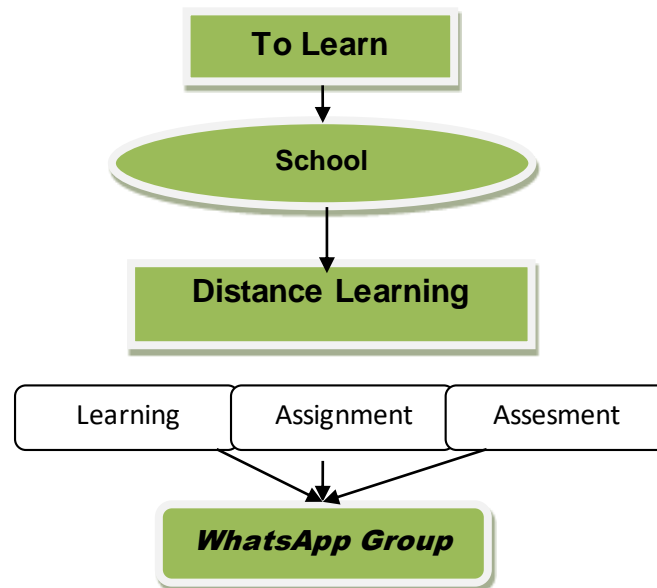 To Learn
School
Distance Learning
Learning
Assignment
Assesment
WhatsApp Group